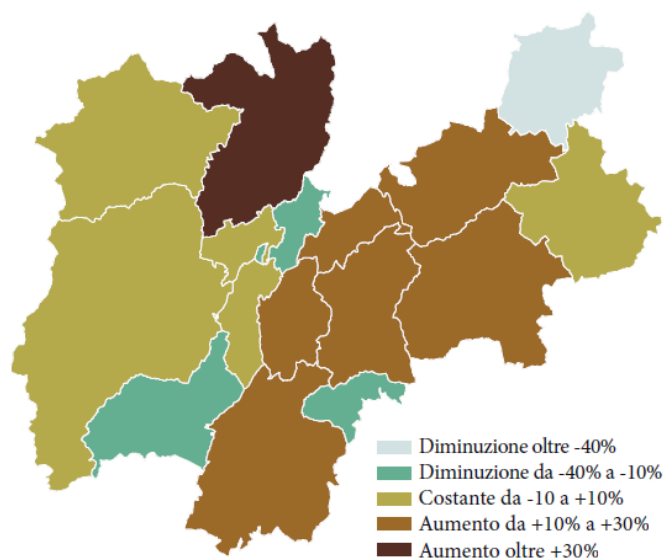 Diminuzione oltre -40%
Diminuzione da -40% a -10%
Costante da -10 a +10%
Aumento da +10% a +30%
Aumento oltre +30%